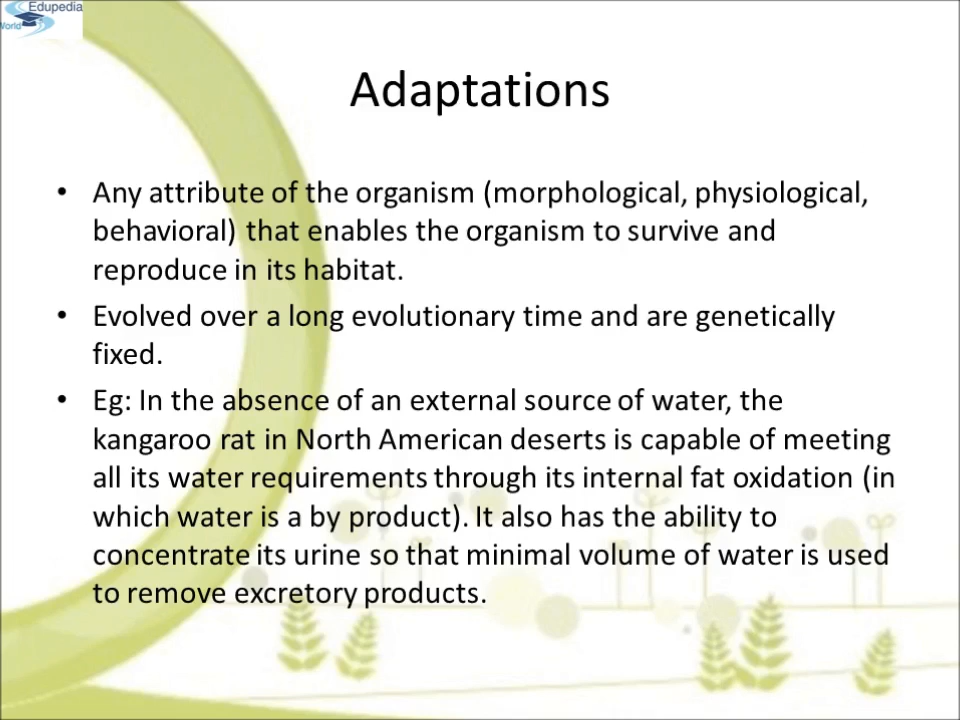 Edupedia
World
Adaptations
• Any attribute of the organism (morphological, physiological,
behavioral) that enables the organism to survive and
reproduce in its habitat.
• Evolved over a long evolutionary time and are genetically
fixed.
• Eg: In the absence of an external source of water, the
kangaroo rat in North American deserts is capable of meeting
all its water requirements through its internal fat oxidation (in
which water is a by product). It also has the ability to
concentrate its urine so that minimal volume of water is used
to remove excretory products.